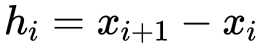 h_i = x_{i+1} − x_i